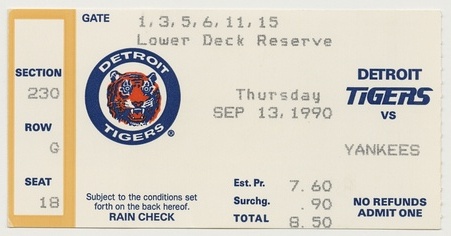 GATE 1,3,5,6,11,15
Lower Deck Reserve
SECTION
230
ROW
G
SEAT
18
DETROIT
TIGERS
®
Thursday
SEP 13,1990
DETROIT
TIGERS
VS
YANKEES
Subject to the conditions set
forth on the back hereof.
RAIN CHECK
Est. Pr. 7.60
Surchg. .90
TOTAL 8.50
NO REFUNDS
ADMIT ONE